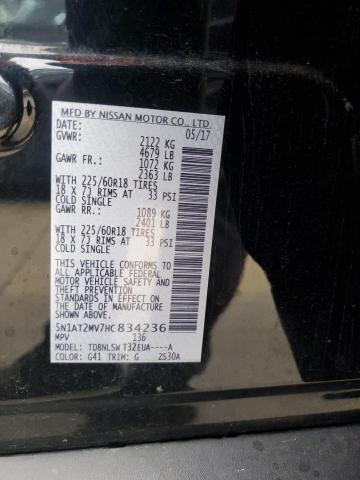 MFD BY NISSAN MOTOR CO., LTD.
DATE: 05/17
GVWR: 2122 KG
4679 LB
GAWR FR.: 1072 KG
2363 LB
WITH 225/60R18 TIRES
18 X 7J RIMS AT 33 PSI
COLD SINGLE
GAWR RR.: 1089 KG
2401 LB
WITH 225/60R18 TIRES
18 X 7J RIMS AT 33 PSI
COLD SINGLE
THIS VEHICLE CONFORMS TO
ALL APPLICABLE FEDERAL
MOTOR VEHICLE SAFETY AND
THEFT PREVENTION
STANDARDS IN EFFECT ON THE
DATE OF MANUFACTURE SHOWN
ABOVE.
5N1AT2MV7HC834236
MPV 136
MODEL: TDBNLSW T32EUA----A
COLOR: G41 TRIM: G ZS30A